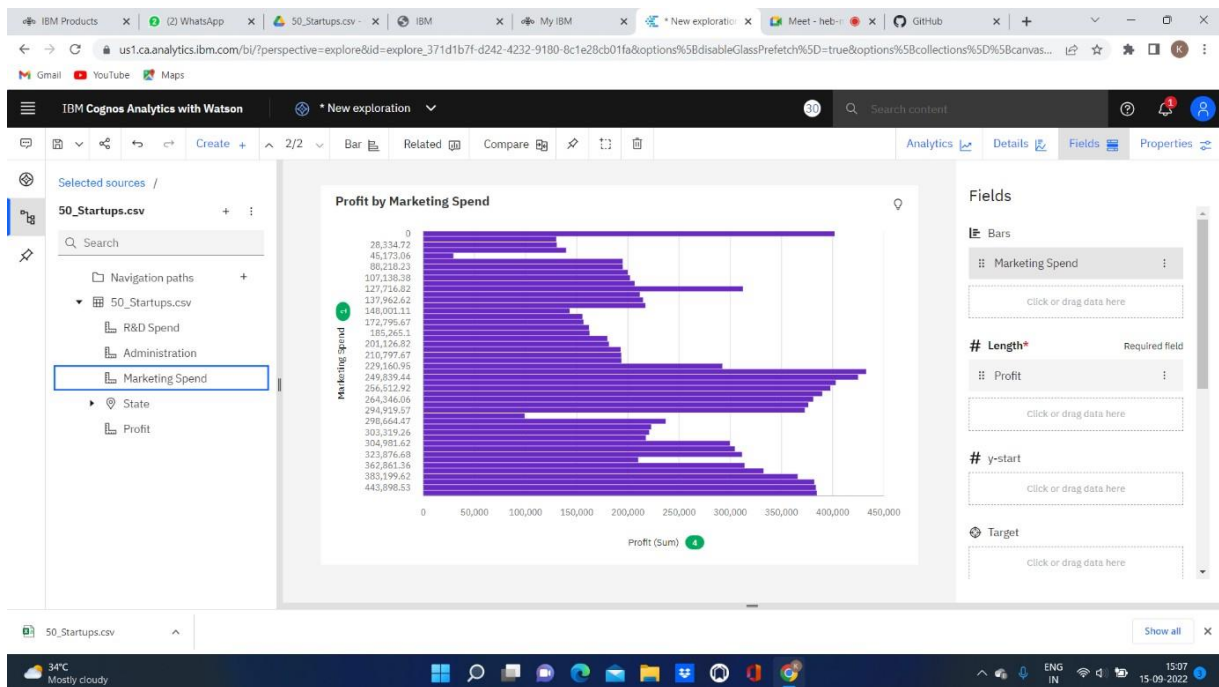 IBM Products
(2) WhatsApp
50_Startups.csv -
IBM
My IBM
* New exploration
Meet - heb-n
GitHub
us1.ca.analytics.ibm.com/bi/?perspective=explore&id=explore_371d1b7f-d242-4232-9180-8c1e28cb01fa&options%5BdisableGlassPrefetch%5D=true&options%5Bcollections%5D%5Bcanvas...
K
Gmail
YouTube
Maps
IBM Cognos Analytics with Watson
* New exploration
30
Search content
1
Create +
2/2
Bar
Related
Compare
Analytics
Details
Fields
Properties
Selected sources /
50_Startups.csv
Search
Navigation paths
50_Startups.csv
R&D Spend
Administration
Marketing Spend
State
Profit
Profit by Marketing Spend
0
28,334.72
45,173.06
88,218.23
107,138.38
127,716.82
137,962.62
148,001.11
172,795.67
185,265.1
201,126.82
210,797.67
229,160.95
249,839.44
256,512.92
264,346.06
294,919.57
298,664.47
303,319.26
304,981.62
323,876.68
362,861.36
383,199.62
443,898.53
Marketing Spend
<1
0 50,000 100,000 150,000 200,000 250,000 300,000 350,000 400,000 450,000
Profit (Sum) 4
Fields
Bars
Marketing Spend
Click or drag data here
# Length* Required field
Profit
Click or drag data here
# y-start
Click or drag data here
Target
Click or drag data here
50_Startups.csv
Show all
34°C
Mostly cloudy
ENG
IN
15:07
15-09-2022
3